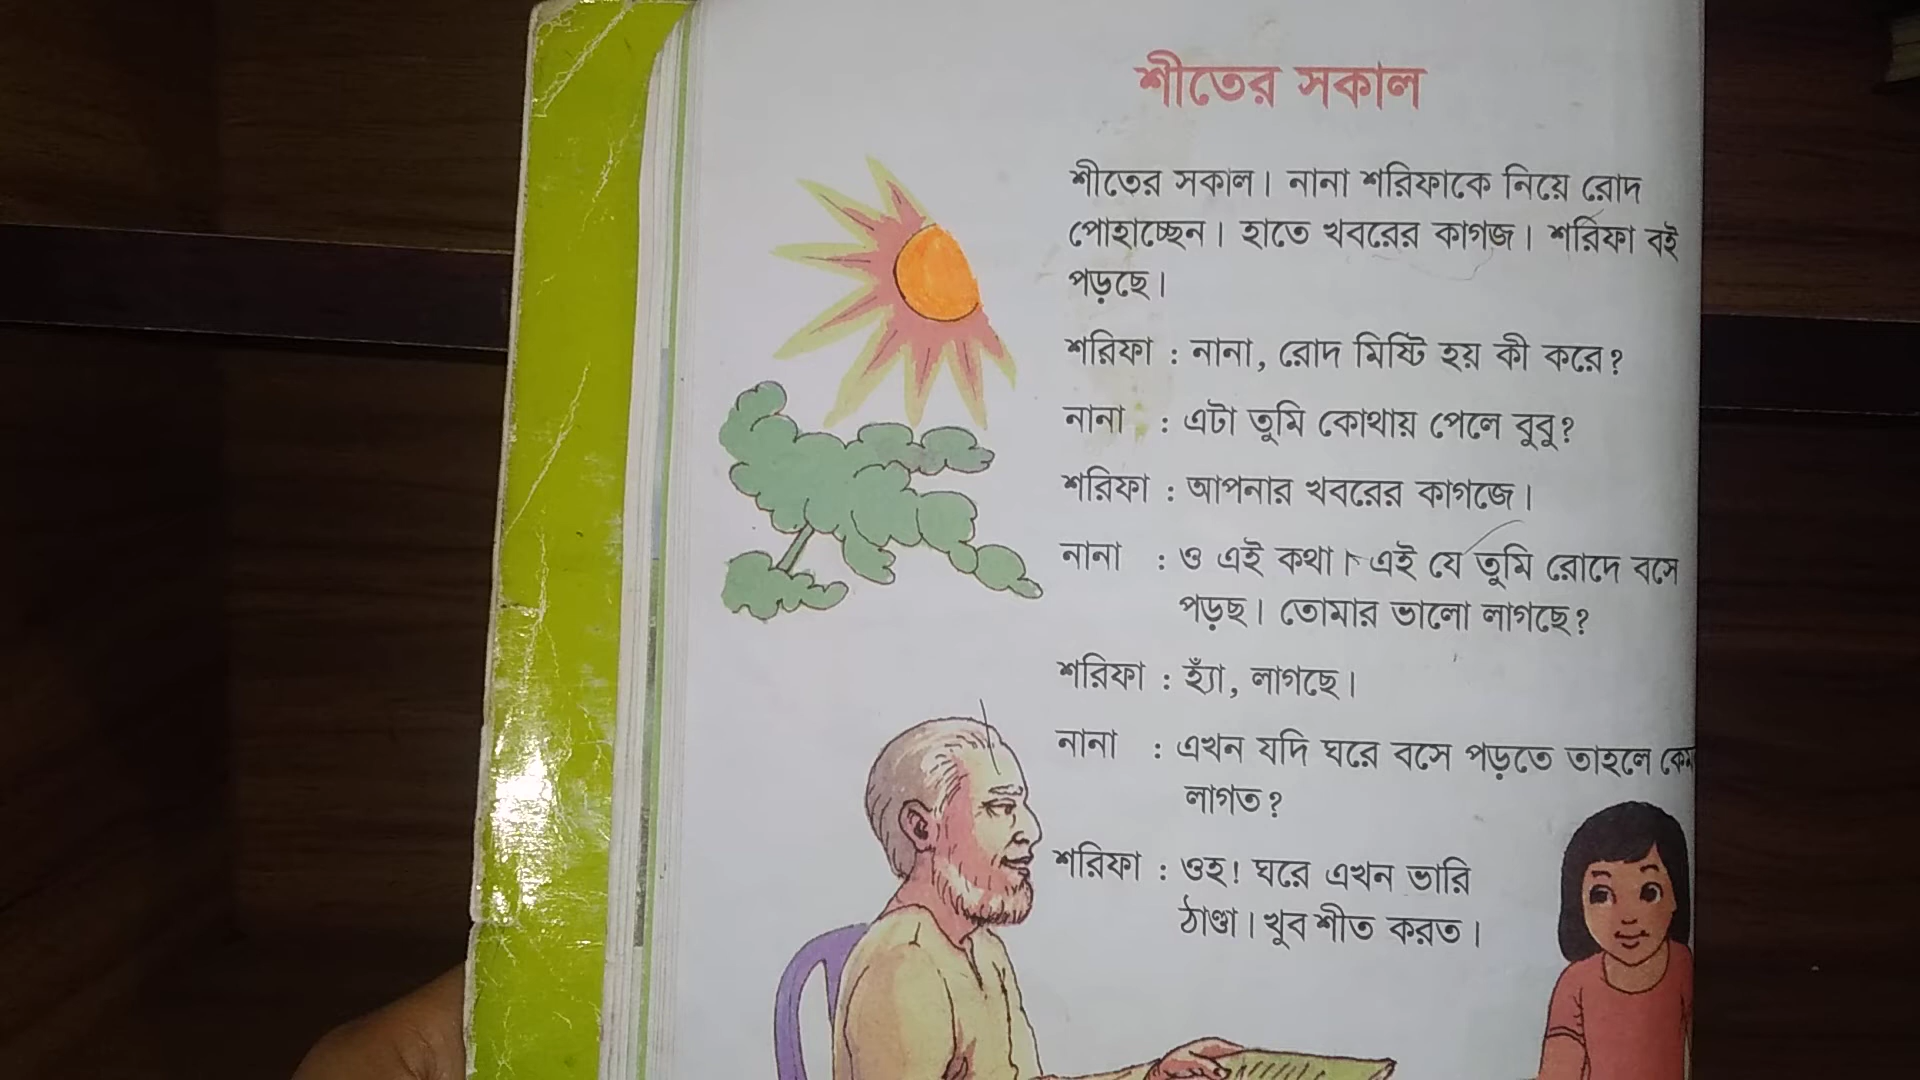 শীতের সকাল
শীতের সকাল। নানা শরিফাকে নিয়ে রোদ
পোহাচ্ছেন। হাতে খবরের কাগজ। শরিফা বই
পড়ছে।
শরিফা : নানা, রোদ মিষ্টি হয় কী করে?
নানা : এটা তুমি কোথায় পেলে বুবু?
শরিফা : আপনার খবরের কাগজে।
নানা : ও এই কথা। এই যে তুমি রোদে বসে
পড়ছ। তোমার ভালো লাগছে?
শরিফা : হ্যাঁ, লাগছে।
নানা : এখন যদি ঘরে বসে পড়তে তাহলে
লাগত?
শরিফা : ওহ! ঘরে এখন ভারি
ঠাণ্ডা। খুব শীত করত।